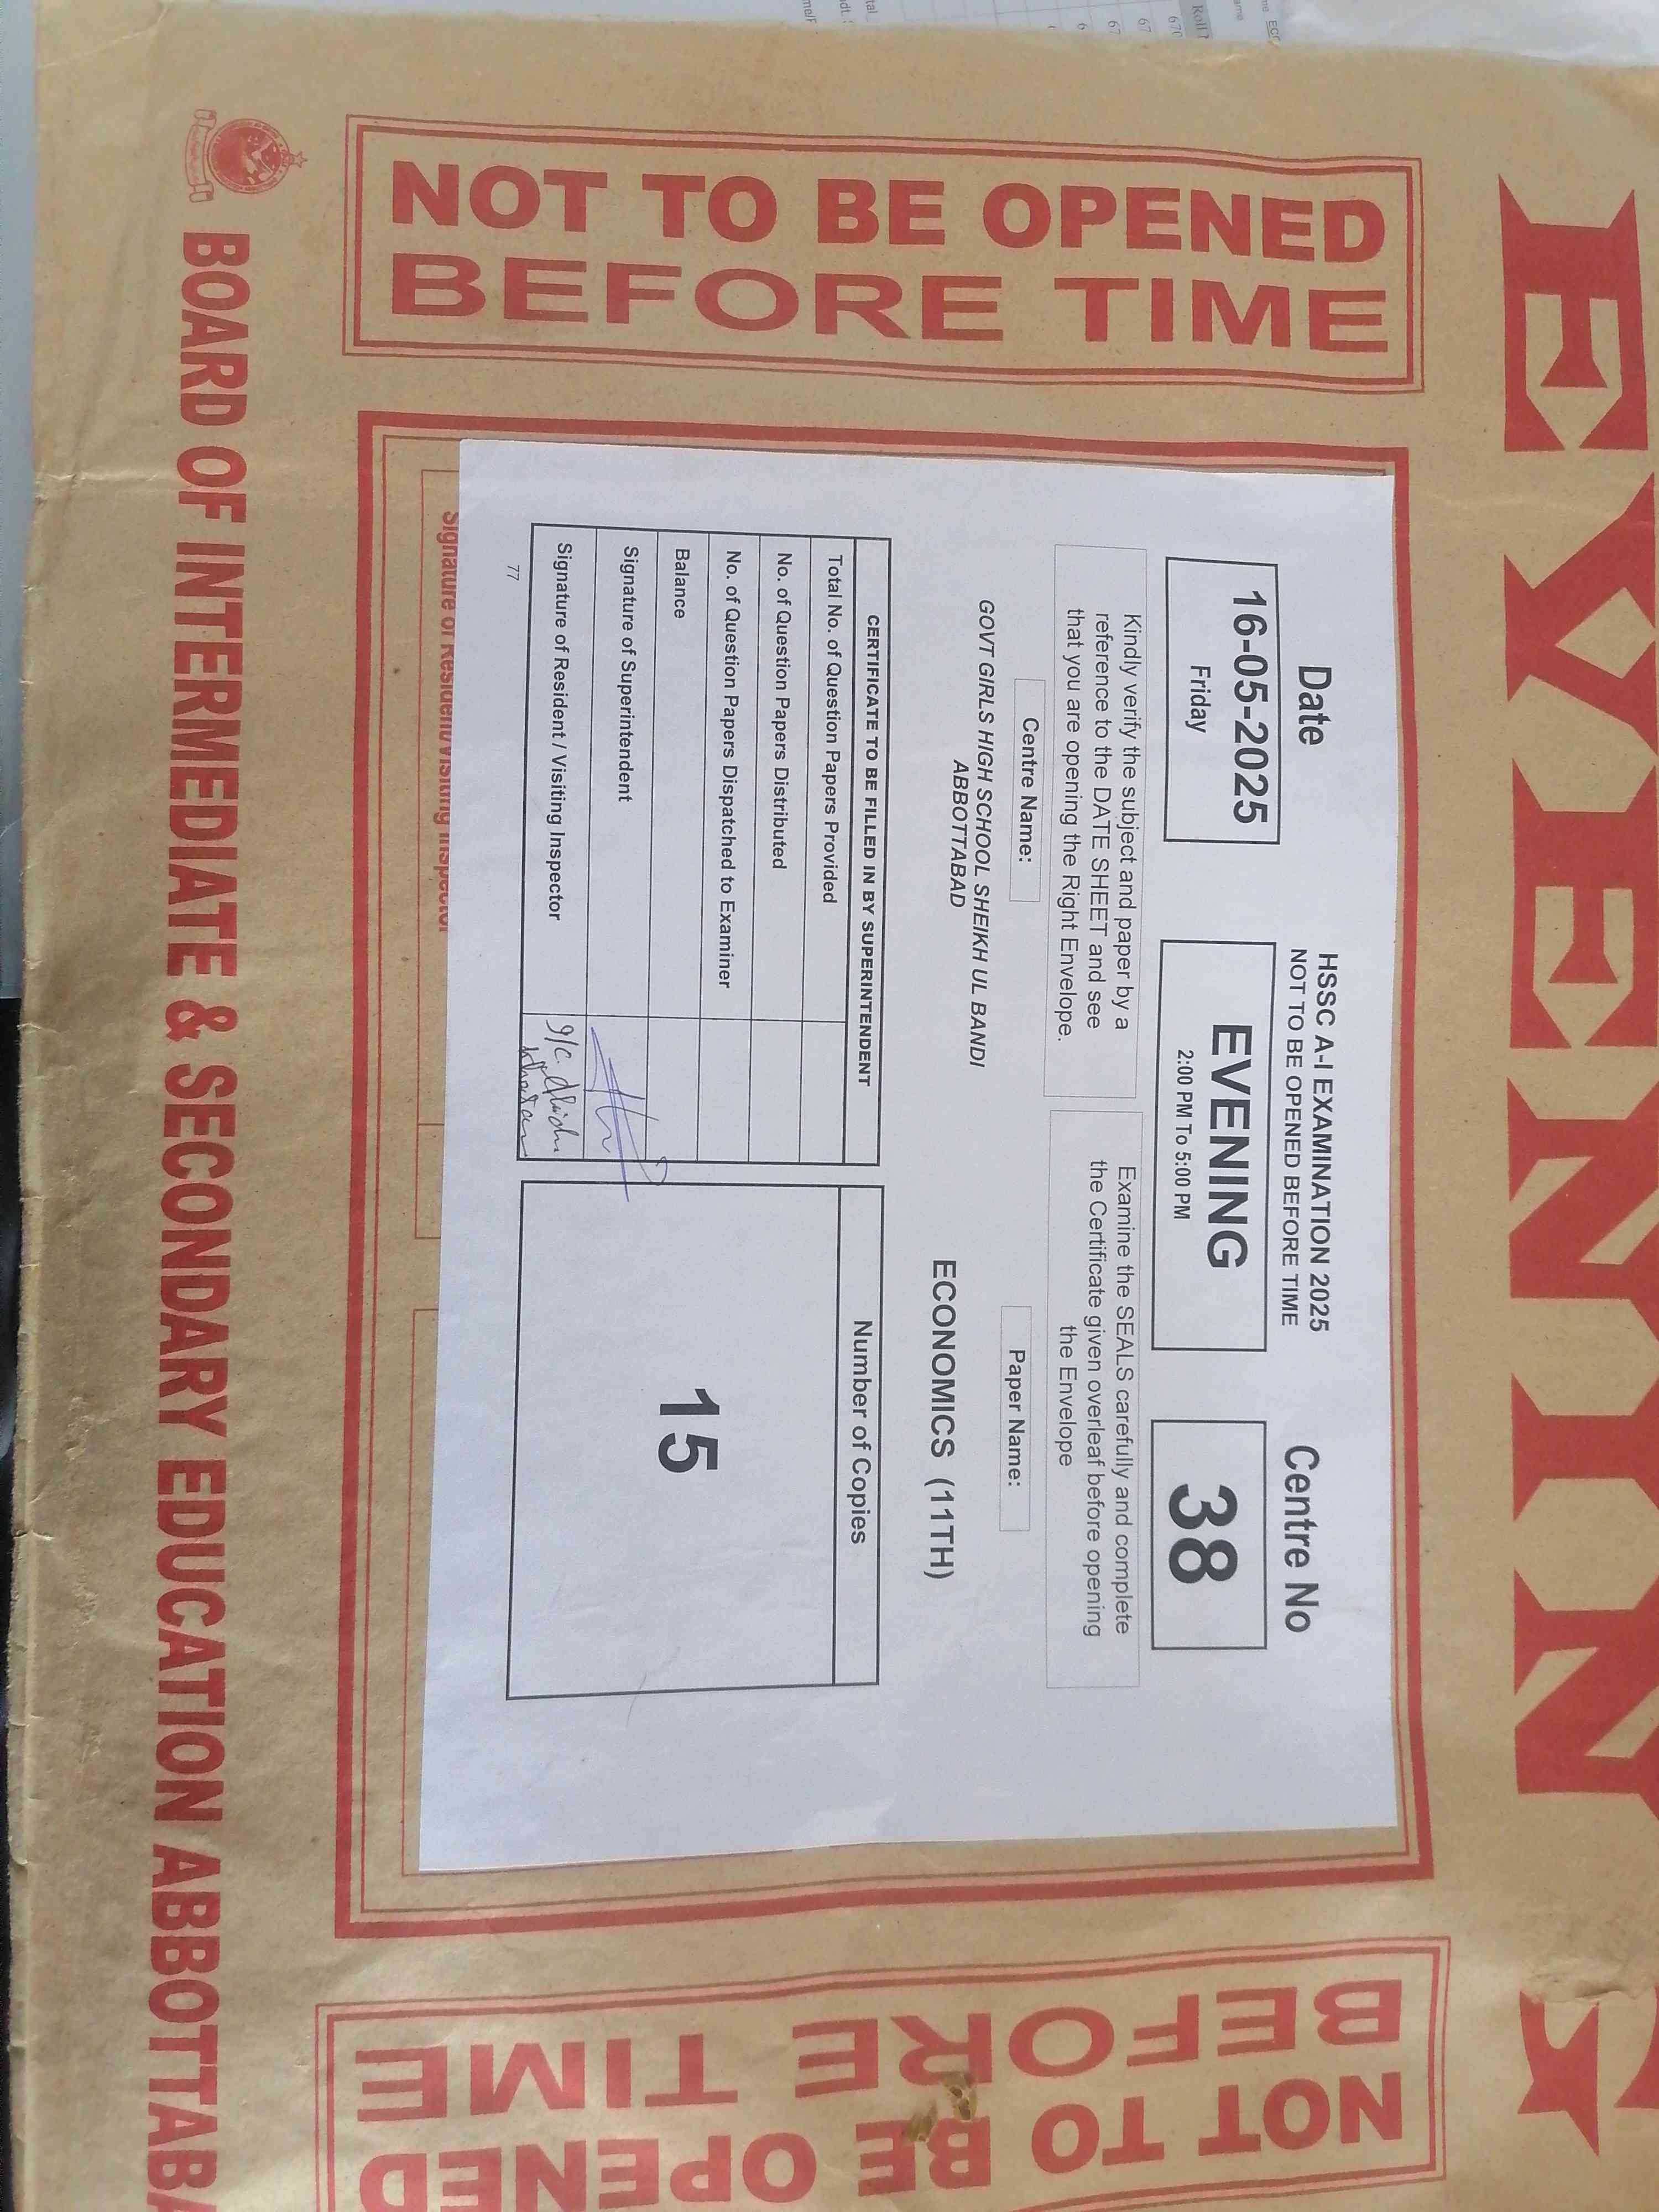 EVENING
NOT TO BE OPENED
BEFORE TIME
Date
HSSC A-I EXAMINATION 2025
NOT TO BE OPENED BEFORE TIME
Centre No
16-05-2025
Friday
EVENING
2:00 PM To 5:00 PM
38
Kindly verify the subject and paper by a
reference to the DATE SHEET and see
that you are opening the Right Envelope.
Examine the SEALS carefully and complete
the Certificate given overleaf before opening
the Envelope
Centre Name:
Paper Name:
GOVT GIRLS HIGH SCHOOL SHEIKH UL BANDI
ABBOTTABAD
ECONOMICS (11TH)
CERTIFICATE TO BE FILLED IN BY SUPERINTENDENT
Total No. of Question Papers Provided
No. of Question Papers Distributed
No. of Question Papers Dispatched to Examiner
Balance
Signature of Superintendent
Signature of Resident / Visiting Inspector
Number of Copies
15
77
Signature of Resident/Visiting Inspector
NOT TO BE OPENED
BEFORE TIME
BOARD OF INTERMEDIATE & SECONDARY EDUCATION ABBOTTABA